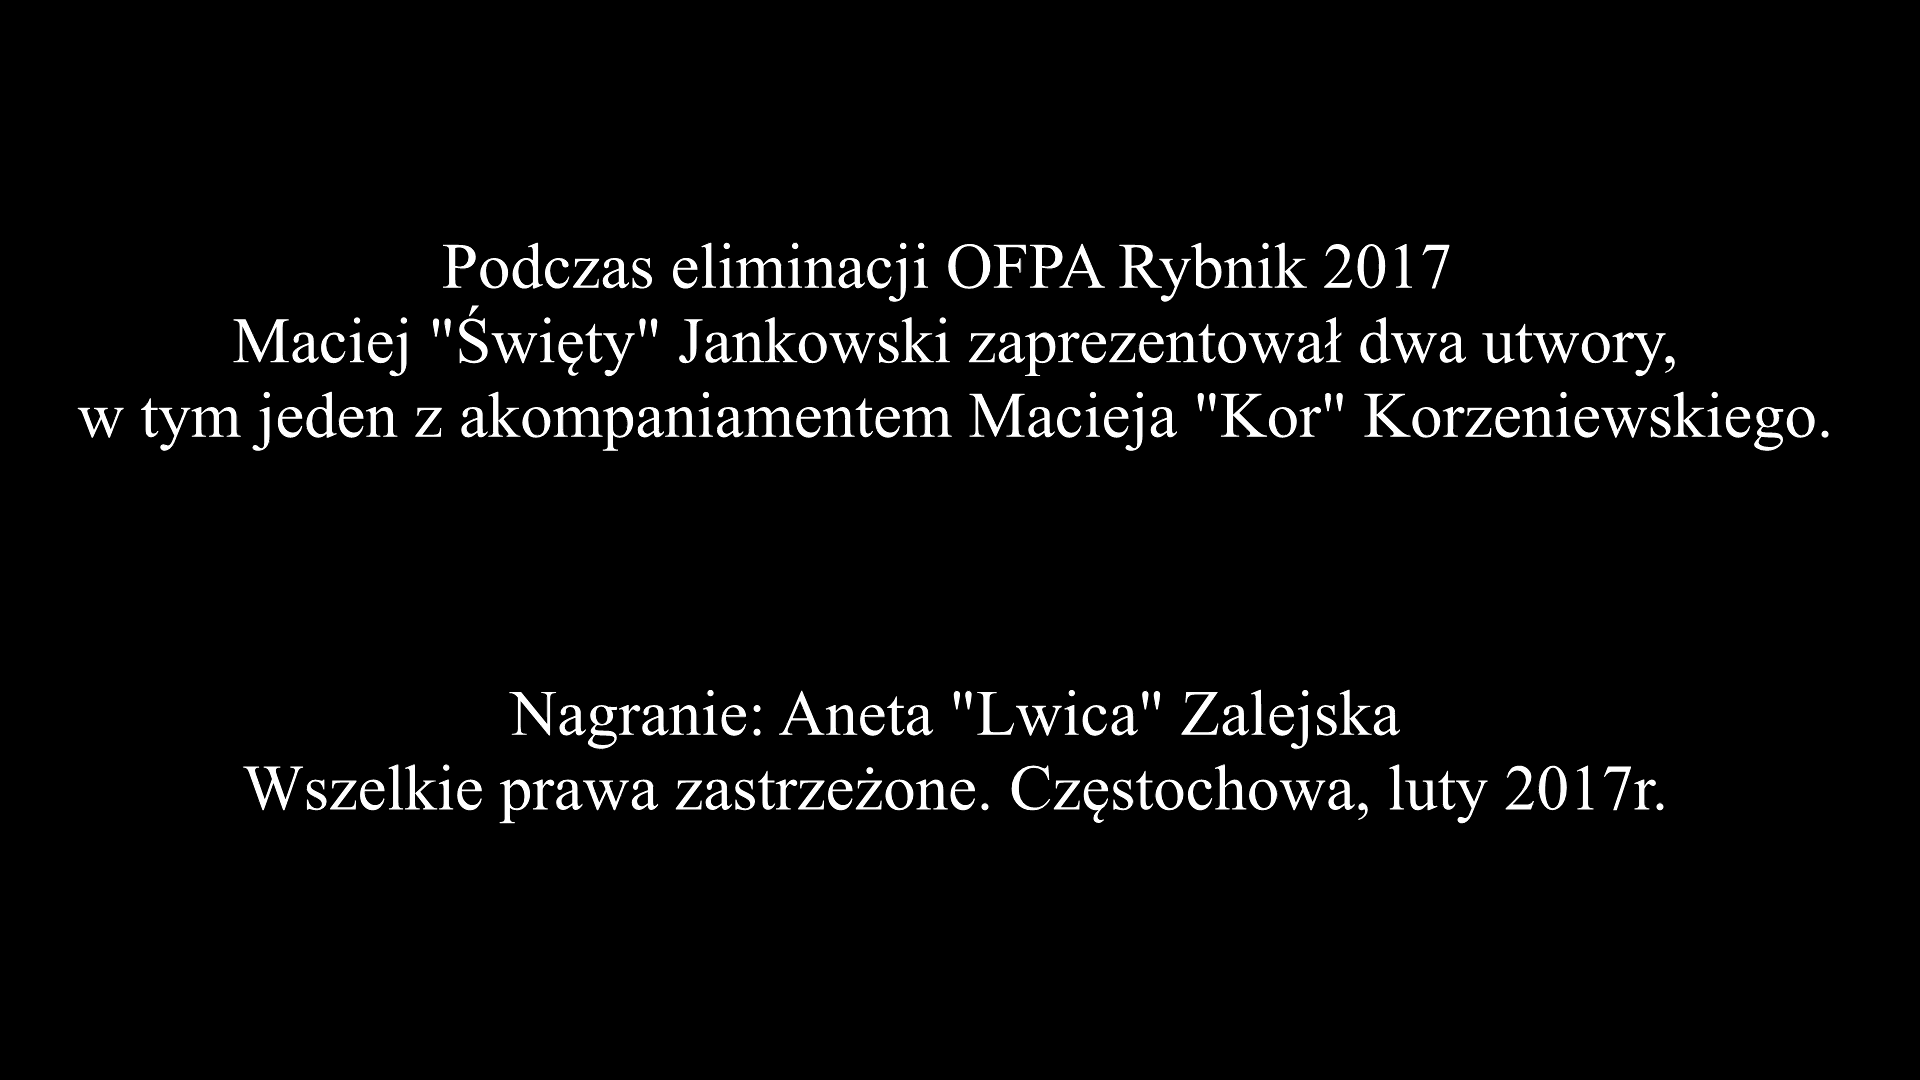 Podczas eliminacji OFPA Rybnik 2017
Maciej "Święty" Jankowski zaprezentował dwa utwory,
w tym jeden z akompaniamentem Macieja "Kor" Korzeniewskiego.
Nagranie: Aneta "Lwica" Zalejska
Wszelkie prawa zastrzeżone. Częstochowa, luty 2017r.